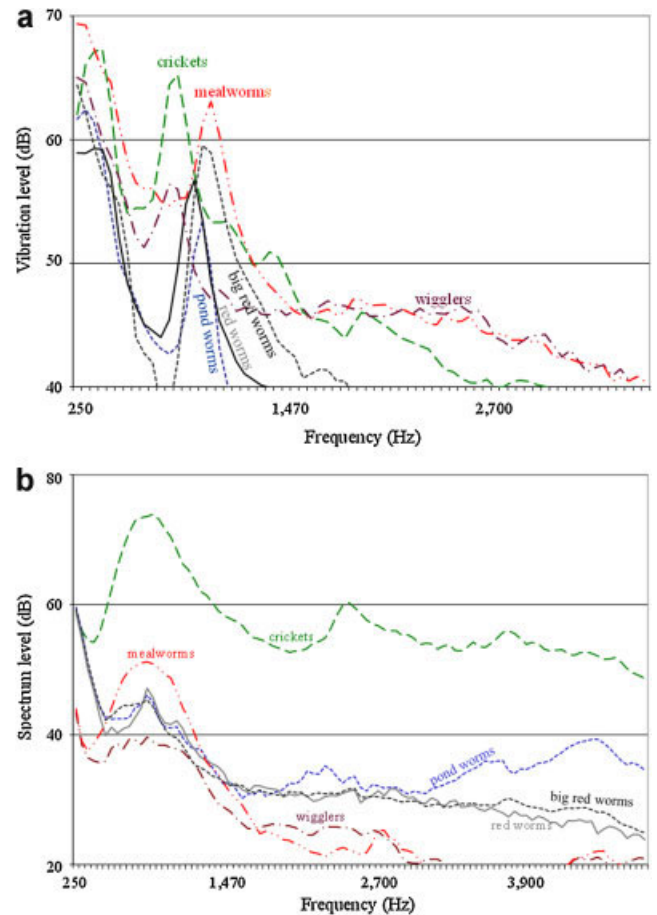 a
70
60
50
40
Vibration level (dB)
crickets
mealworms
pond worms
red worms
big red worms
wigglers
250
1,470
2,700
Frequency (Hz)
b
80
60
40
20
Spectrum level (dB)
crickets
mealworms
pond worms
big red worms
red worms
wigglers
250
1,470
2,700
3,900
Frequency (Hz)